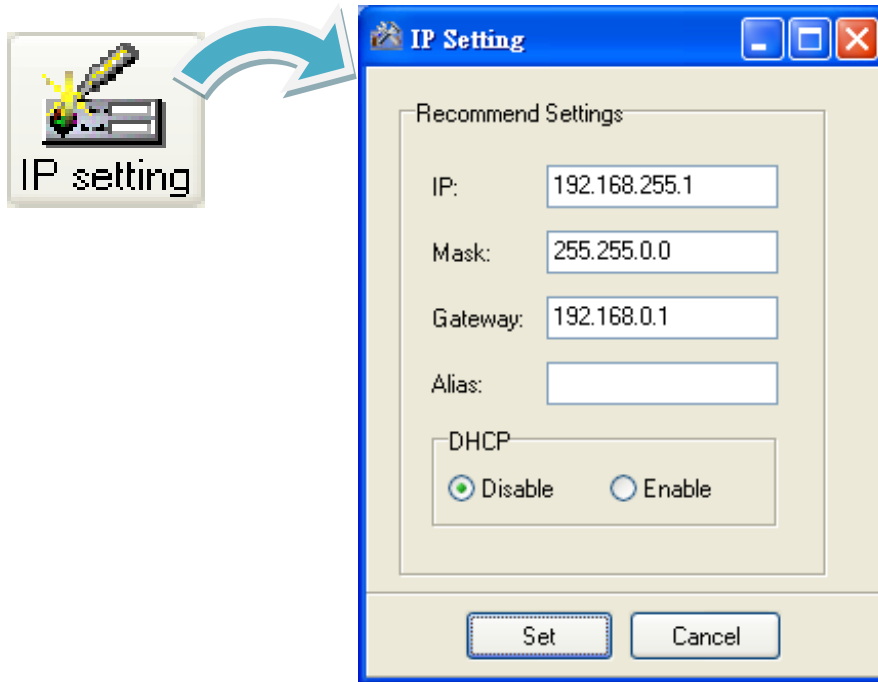 IP setting
IP Setting
Recommend Settings
IP: 192.168.255.1
Mask: 255.255.0.0
Gateway: 192.168.0.1
Alias:
DHCP
Disable Enable
Set Cancel